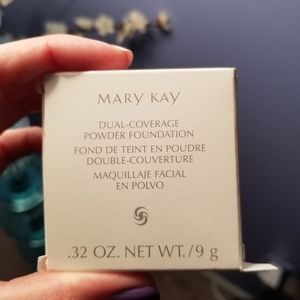 MARY KAY
DUAL-COVERAGE
POWDER FOUNDATION
FOND DE TEINT EN POUDRE
DOUBLE-COUVERTURE
MAQUILLAJE FACIAL
EN POLVO
.32 OZ. NET WT./9 g